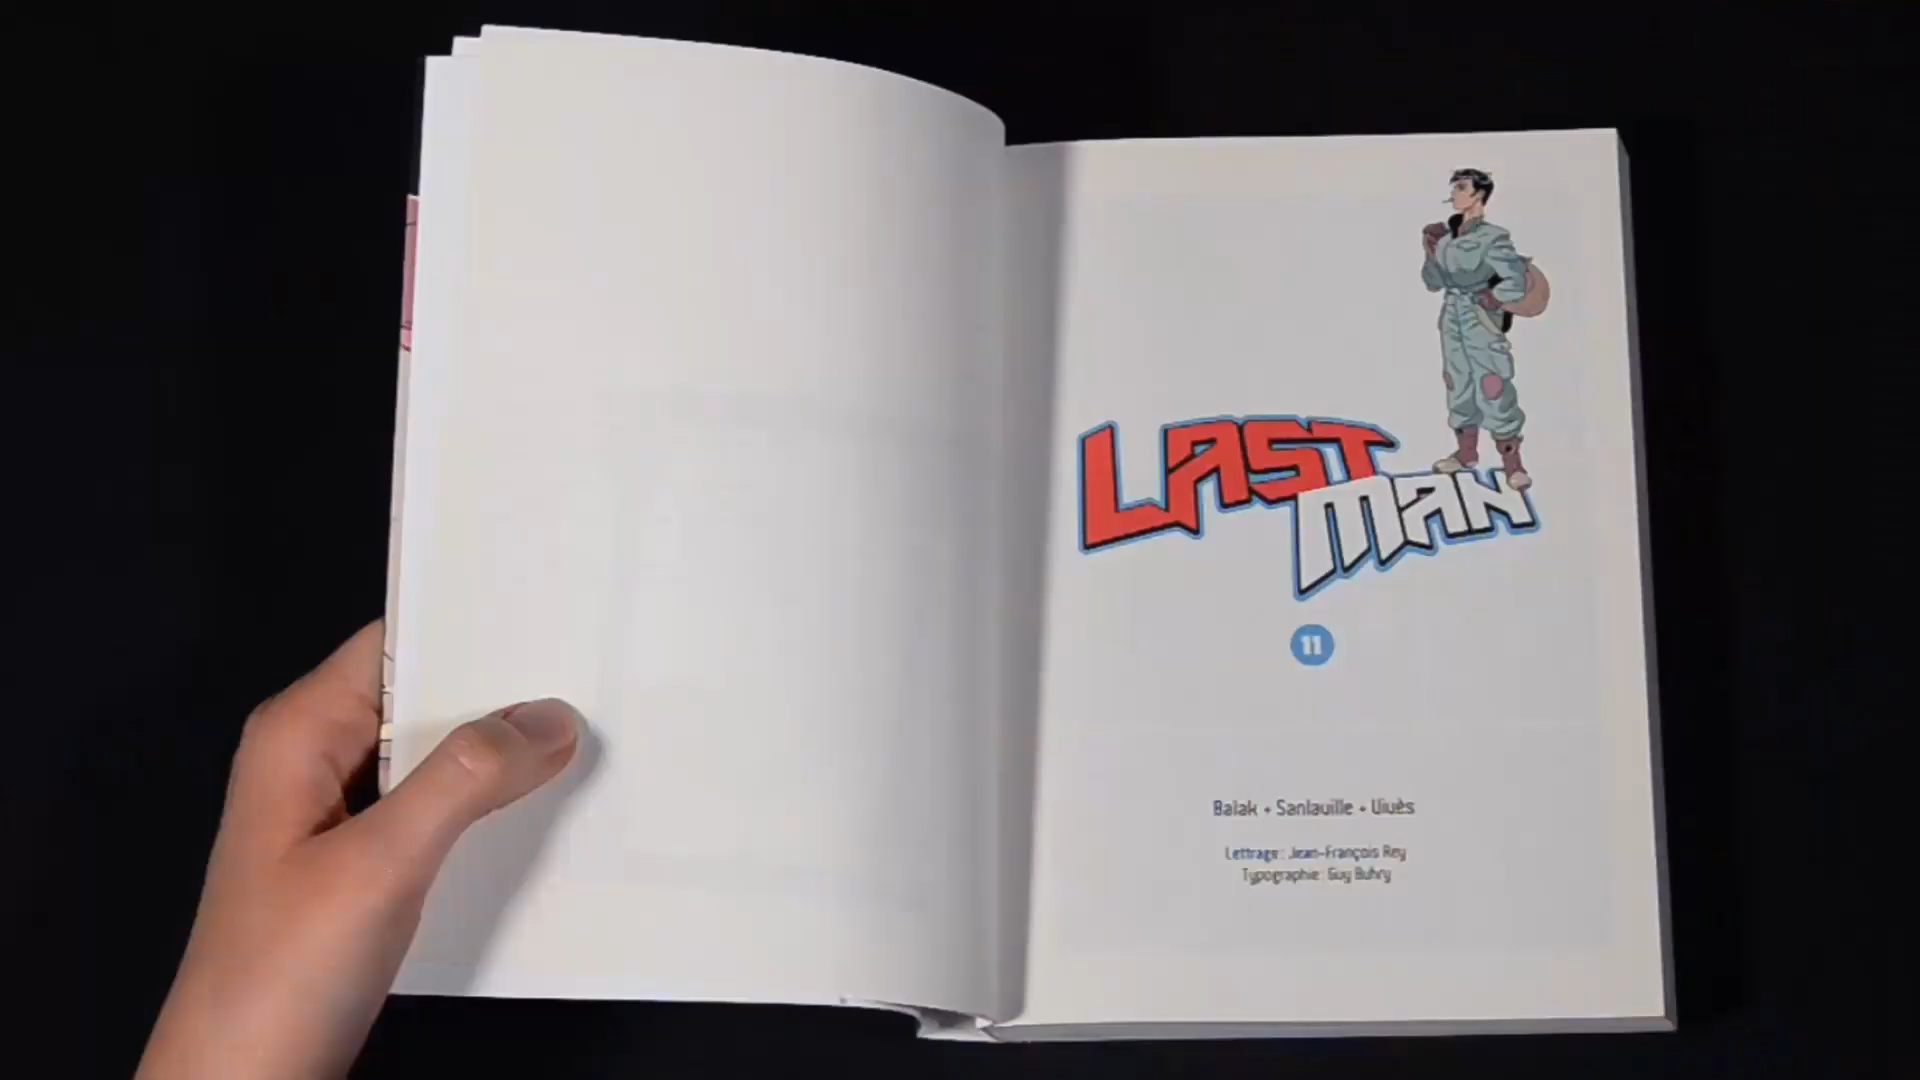 LAST
MAN
11
Balak + Sanlaville + Vivès
Lettrage : Jean-François Rey
Typographie : Guy Buhry